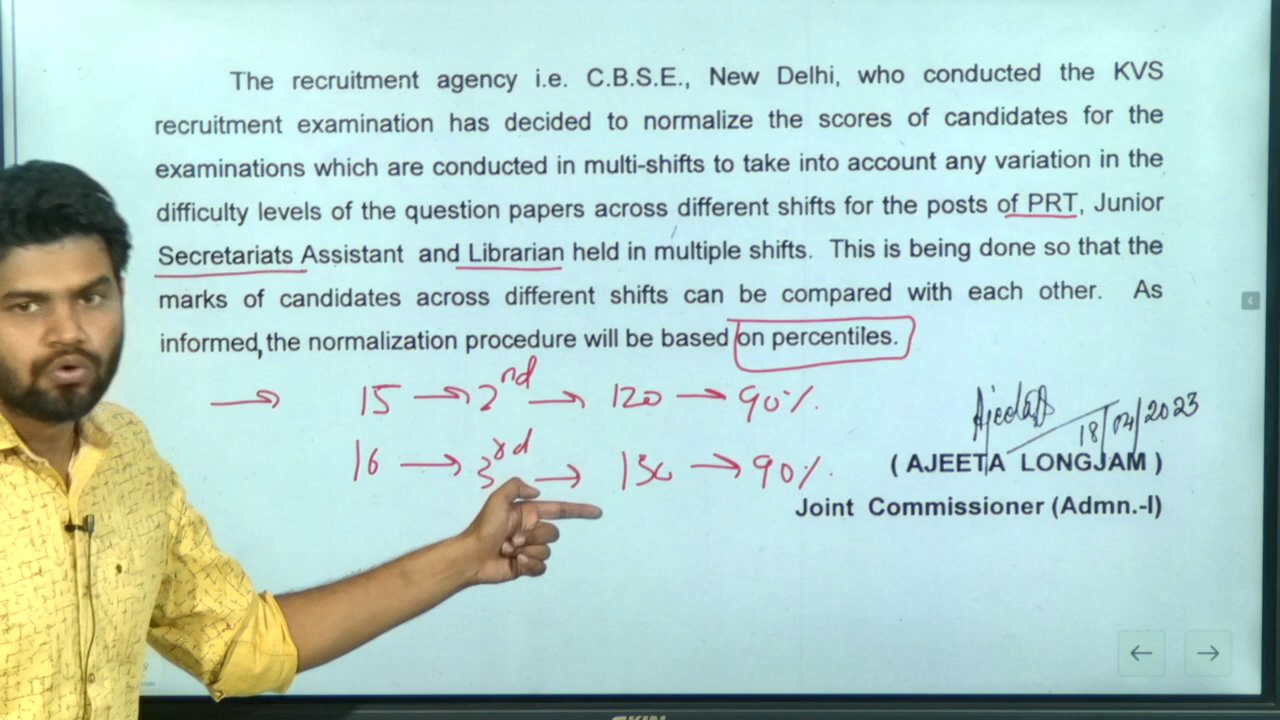 The recruitment agency i.e. C.B.S.E., New Delhi, who conducted the KVS
recruitment examination has decided to normalize the scores of candidates for the
examinations which are conducted in multi-shifts to take into account any variation in the
difficulty levels of the question papers across different shifts for the posts of PRT, Junior
Secretariats Assistant and Librarian held in multiple shifts. This is being done so that the
marks of candidates across different shifts can be compared with each other. As
informed, the normalization procedure will be based on percentiles.
→ 15 → 2nd → 120 → 90%.
16 → 3rd → 130 → 90%.
18/04/2023
( AJEETA LONGJAM )
Joint Commissioner (Admn.-I)
← →